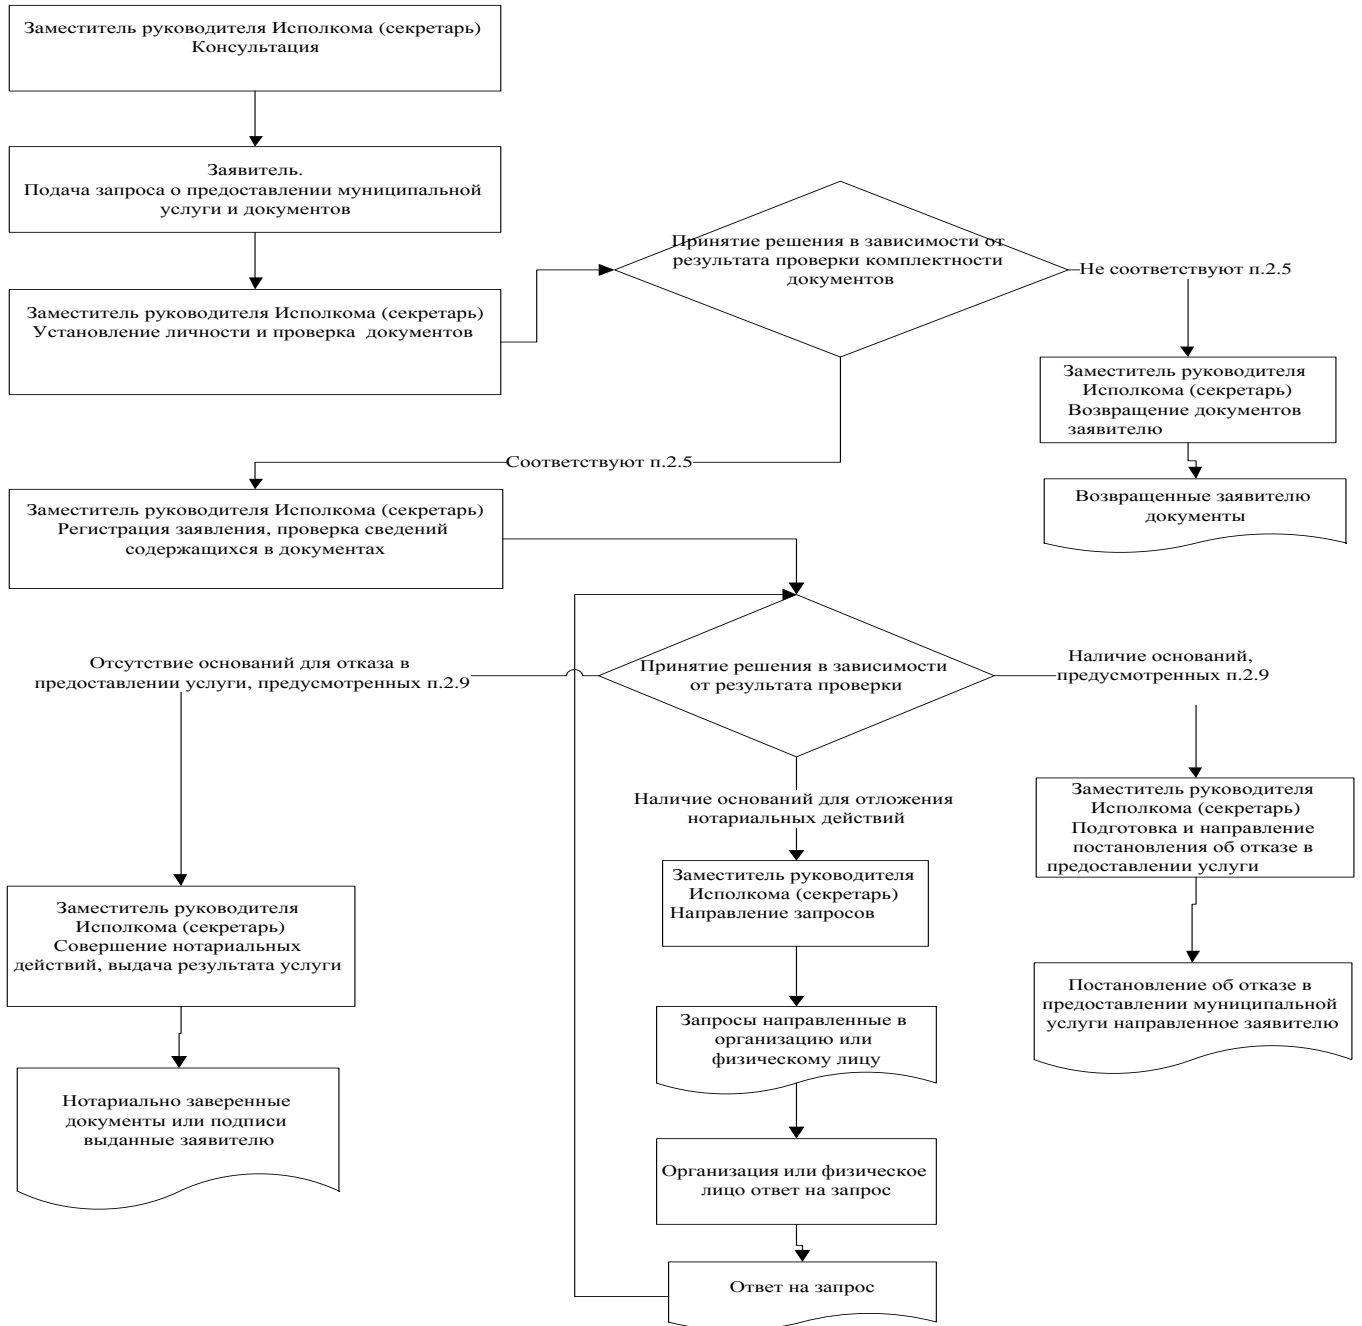 Заместитель руководителя Исполкома (секретарь)
Консультация
Заявитель.
Подача запроса о предоставлении муниципальной
услуги и документов
Заместитель руководителя Исполкома (секретарь)
Установление личности и проверка документов
Принятие решения в зависимости от
результата проверки комплектности
документов
Не соответствуют п.2.5
Заместитель руководителя
Исполкома (секретарь)
Возвращение документов
заявителю
Возвращенные заявителю
документы
Соответствуют п.2.5
Заместитель руководителя Исполкома (секретарь)
Регистрация заявления, проверка сведений
содержащихся в документах
Принятие решения в зависимости
от результата проверки
Отсутствие оснований для отказа в
предоставлении услуги, предусмотренных п.2.9
Наличие оснований,
предусмотренных п.2.9
Наличие оснований для отложения
нотариальных действий
Заместитель руководителя
Исполкома (секретарь)
Совершение нотариальных
действий, выдача результата услуги
Нотариально заверенные
документы или подписи
выданные заявителю
Заместитель руководителя
Исполкома (секретарь)
Направление запросов
Запросы направленные в
организацию или
физическому лицу
Организация или физическое
лицо ответ на запрос
Ответ на запрос
Заместитель руководителя
Исполкома (секретарь)
Подготовка и направление
постановления об отказе в
предоставлении услуги
Постановление об отказе в
предоставлении муниципальной
услуги направленное заявителю